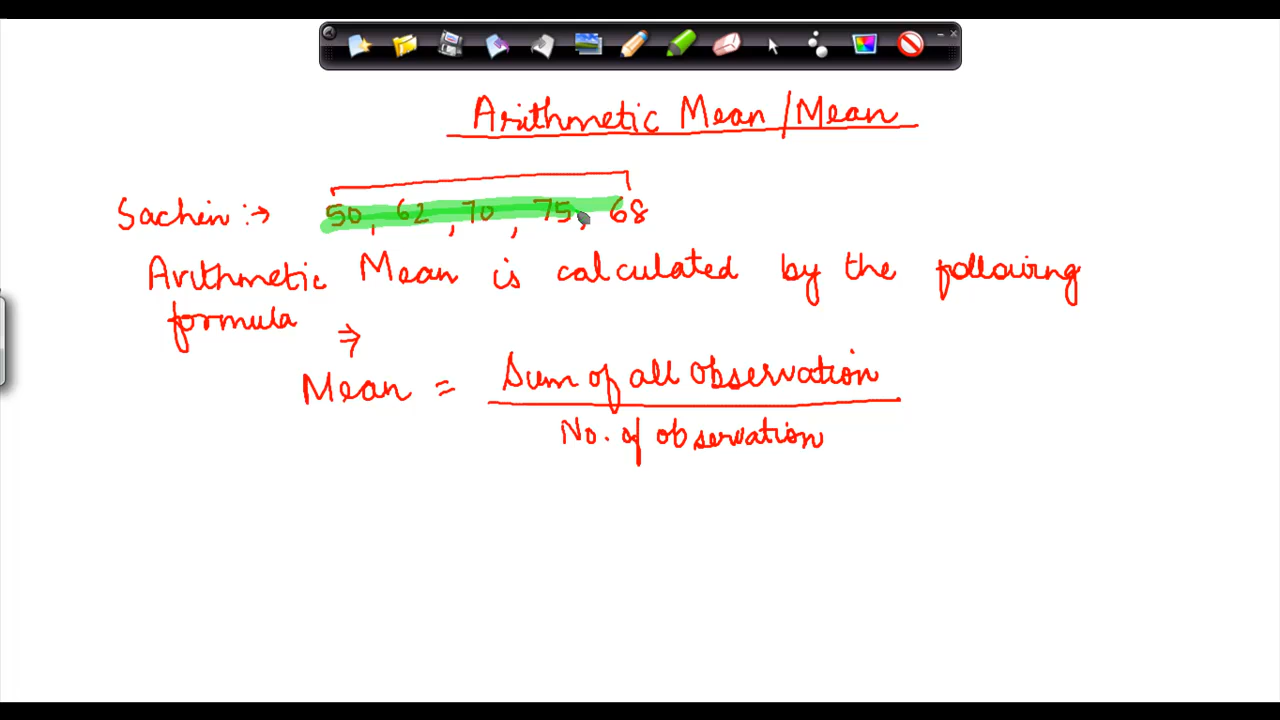 Arithmetic Mean/Mean
Sachin :→ 50, 62, 70, 75, 68
Arithmetic Mean is calculated by the following
formula ⇒
Mean = Sum of all Observation
No. of observation